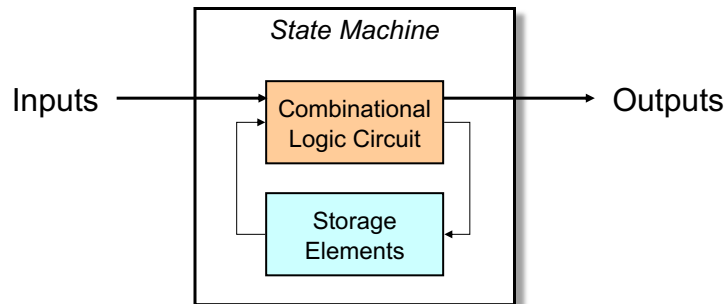 State Machine
Inputs
Combinational
Logic Circuit
Outputs
Storage
Elements